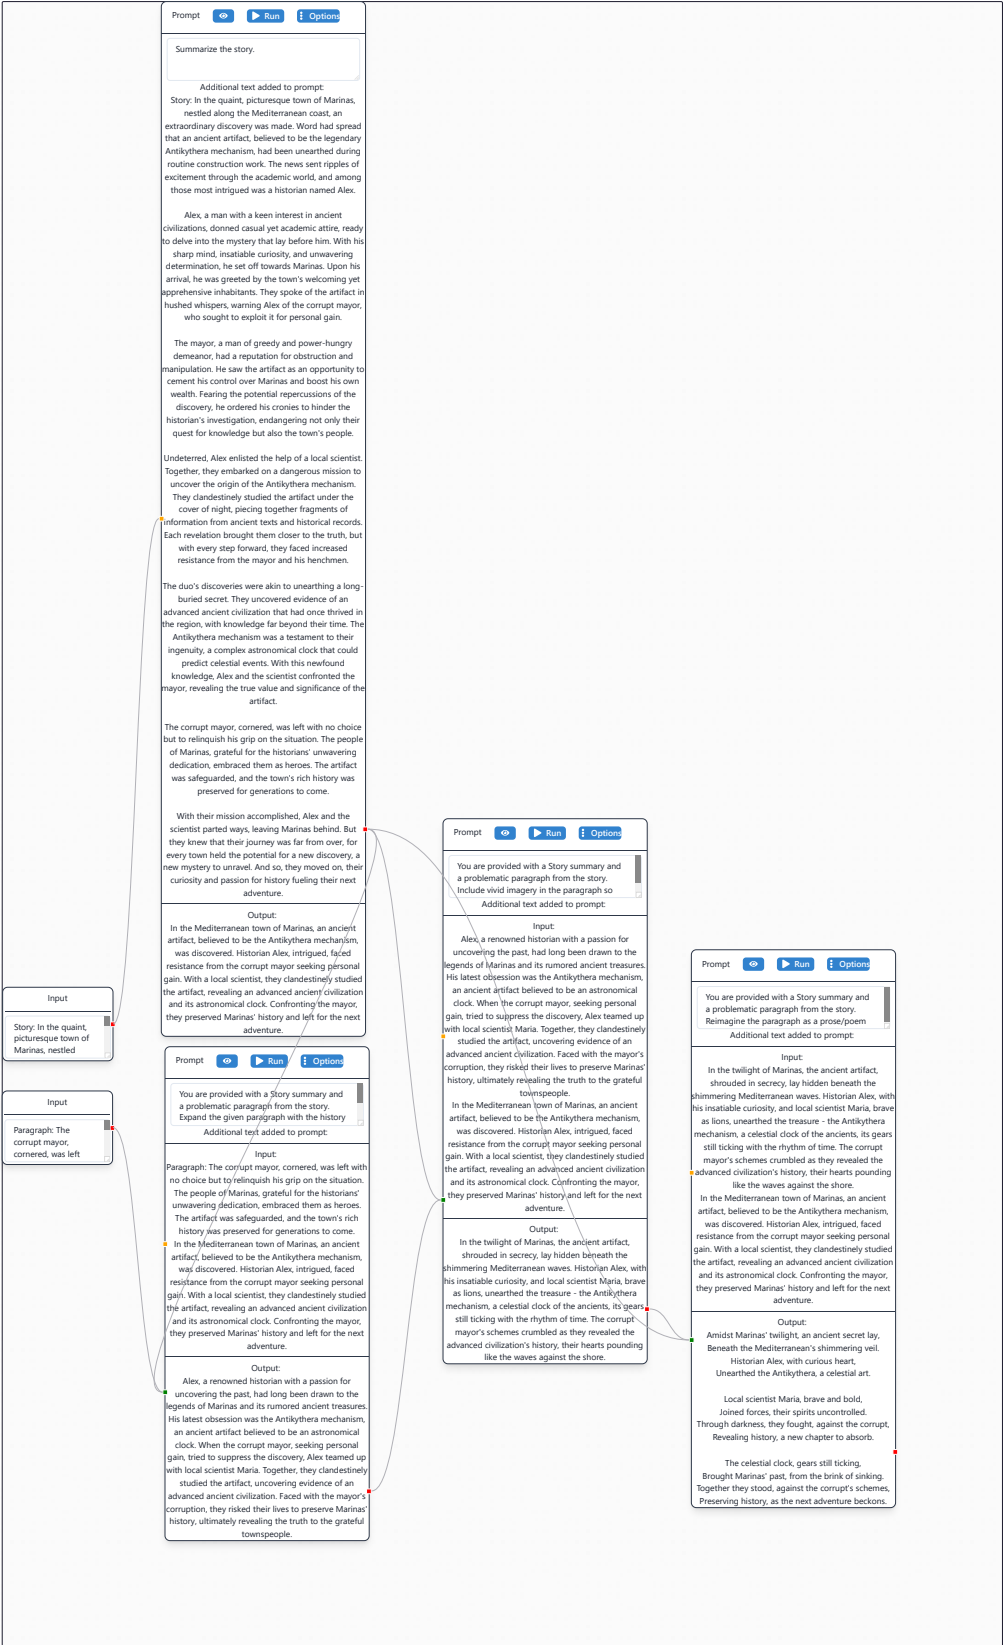 Prompt
Run
Options
Summarize the story.
Additional text added to prompt:
Story: In the quaint, picturesque town of Marinas,
nestled along the Mediterranean coast, an
extraordinary discovery was made. Word had spread
that an ancient artifact, believed to be the legendary
Antikythera mechanism, had been unearthed during
routine construction work. The news sent ripples of
excitement through the academic world, and among
those most intrigued was a historian named Alex.
Alex, a man with a keen interest in ancient
civilizations, donned casual yet academic attire, ready
to delve into the mystery that lay before him. With his
sharp mind, insatiable curiosity, and unwavering
determination, he set off towards Marinas. Upon his
arrival, he was greeted by the town's welcoming yet
apprehensive inhabitants. They spoke of the artifact in
hushed whispers, warning Alex of the corrupt mayor,
who sought to exploit it for personal gain.
The mayor, a man of greedy and power-hungry
demeanor, had a reputation for obstruction and
manipulation. He saw the artifact as an opportunity to
cement his control over Marinas and boost his own
wealth. Fearing the potential repercussions of the
discovery, he ordered his cronies to hinder the
historian's investigation, endangering not only their
quest for knowledge but also the town's people.
Undeterred, Alex enlisted the help of a local scientist.
Together, they embarked on a dangerous mission to
uncover the origin of the Antikythera mechanism.
They clandestinely studied the artifact under the
cover of night, piecing together fragments of
information from ancient texts and historical records.
Each revelation brought them closer to the truth, but
with every step forward, they faced increased
resistance from the mayor and his henchmen.
The duo's discoveries were akin to unearthing a long-
buried secret. They uncovered evidence of an
advanced ancient civilization that had once thrived in
the region, with knowledge far beyond their time. The
Antikythera mechanism was a testament to their
ingenuity, a complex astronomical clock that could
predict celestial events. With this newfound
knowledge, Alex and the scientist confronted the
mayor, revealing the true value and significance of the
artifact.
The corrupt mayor, cornered, was left with no choice
but to relinquish his grip on the situation. The people
of Marinas, grateful for the historians' unwavering
dedication, embraced them as heroes. The artifact
was safeguarded, and the town's rich history was
preserved for generations to come.
With their mission accomplished, Alex and the
scientist parted ways, leaving Marinas behind. But
they knew that their journey was far from over, for
every town held the potential for a new discovery, a
new mystery to unravel. And so, they moved on, their
curiosity and passion for history fueling their next
adventure.
Output:
In the Mediterranean town of Marinas, an ancient
artifact, believed to be the Antikythera mechanism,
was discovered. Historian Alex, intrigued, faced
resistance from the corrupt mayor seeking personal
gain. With a local scientist, they clandestinely studied
the artifact, revealing an advanced ancient civilization
and its astronomical clock. Confronting the mayor,
they preserved Marinas' history and left for the next
adventure.
Input
Story: In the quaint,
picturesque town of
Marinas, nestled
Input
Paragraph: The
corrupt mayor,
cornered, was left
Prompt
Run
Options
You are provided with a Story summary and
a problematic paragraph from the story.
Expand the given paragraph with the history
Additional text added to prompt:
Input:
Paragraph: The corrupt mayor, cornered, was left with
no choice but to relinquish his grip on the situation.
The people of Marinas, grateful for the historians'
unwavering dedication, embraced them as heroes.
The artifact was safeguarded, and the town's rich
history was preserved for generations to come.
In the Mediterranean town of Marinas, an ancient
artifact, believed to be the Antikythera mechanism,
was discovered. Historian Alex, intrigued, faced
resistance from the corrupt mayor seeking personal
gain. With a local scientist, they clandestinely studied
the artifact, revealing an advanced ancient civilization
and its astronomical clock. Confronting the mayor,
they preserved Marinas' history and left for the next
adventure.
Output:
Alex, a renowned historian with a passion for
uncovering the past, had long been drawn to the
legends of Marinas and its rumored ancient treasures.
His latest obsession was the Antikythera mechanism,
an ancient artifact believed to be an astronomical
clock. When the corrupt mayor, seeking personal
gain, tried to suppress the discovery, Alex teamed up
with local scientist Maria. Together, they clandestinely
studied the artifact, uncovering evidence of an
advanced ancient civilization. Faced with the mayor's
corruption, they risked their lives to preserve Marinas'
history, ultimately revealing the truth to the grateful
townspeople.
Prompt
Run
Options
You are provided with a Story summary and
a problematic paragraph from the story.
Include vivid imagery in the paragraph so
Additional text added to prompt:
Input:
Alex, a renowned historian with a passion for
uncovering the past, had long been drawn to the
legends of Marinas and its rumored ancient treasures.
His latest obsession was the Antikythera mechanism,
an ancient artifact believed to be an astronomical
clock. When the corrupt mayor, seeking personal
gain, tried to suppress the discovery, Alex teamed up
with local scientist Maria. Together, they clandestinely
studied the artifact, uncovering evidence of an
advanced ancient civilization. Faced with the mayor's
corruption, they risked their lives to preserve Marinas'
history, ultimately revealing the truth to the grateful
townspeople.
In the Mediterranean town of Marinas, an ancient
artifact, believed to be the Antikythera mechanism,
was discovered. Historian Alex, intrigued, faced
resistance from the corrupt mayor seeking personal
gain. With a local scientist, they clandestinely studied
the artifact, revealing an advanced ancient civilization
and its astronomical clock. Confronting the mayor,
they preserved Marinas' history and left for the next
adventure.
Output:
In the twilight of Marinas, the ancient artifact,
shrouded in secrecy, lay hidden beneath the
shimmering Mediterranean waves. Historian Alex, with
his insatiable curiosity, and local scientist Maria, brave
as lions, unearthed the treasure - the Antikythera
mechanism, a celestial clock of the ancients, its gears
still ticking with the rhythm of time. The corrupt
mayor's schemes crumbled as they revealed the
advanced civilization's history, their hearts pounding
like the waves against the shore.
Prompt
Run
Options
You are provided with a Story summary and
a problematic paragraph from the story.
Reimagine the paragraph as a prose/poem
Additional text added to prompt:
Input:
In the twilight of Marinas, the ancient artifact,
shrouded in secrecy, lay hidden beneath the
shimmering Mediterranean waves. Historian Alex, with
his insatiable curiosity, and local scientist Maria, brave
as lions, unearthed the treasure - the Antikythera
mechanism, a celestial clock of the ancients, its gears
still ticking with the rhythm of time. The corrupt
mayor's schemes crumbled as they revealed the
advanced civilization's history, their hearts pounding
like the waves against the shore.
In the Mediterranean town of Marinas, an ancient
artifact, believed to be the Antikythera mechanism,
was discovered. Historian Alex, intrigued, faced
resistance from the corrupt mayor seeking personal
gain. With a local scientist, they clandestinely studied
the artifact, revealing an advanced ancient civilization
and its astronomical clock. Confronting the mayor,
they preserved Marinas' history and left for the next
adventure.
Output:
Amidst Marinas' twilight, an ancient secret lay,
Beneath the Mediterranean's shimmering veil.
Historian Alex, with curious heart,
Unearthed the Antikythera, a celestial art.
Local scientist Maria, brave and bold,
Joined forces, their spirits uncontrolled.
Through darkness, they fought, against the corrupt,
Revealing history, a new chapter to absorb.
The celestial clock, gears still ticking,
Brought Marinas' past, from the brink of sinking.
Together they stood, against the corrupt's schemes,
Preserving history, as the next adventure beckons.